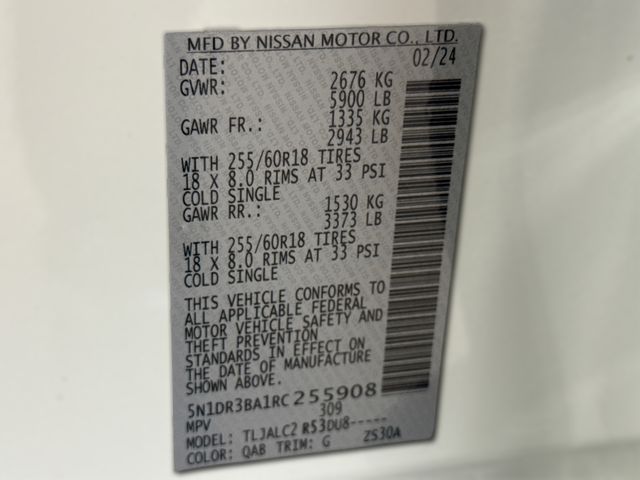 MFD BY NISSAN MOTOR CO., LTD.
DATE: 02/24
GVWR: 2676 KG
5900 LB
GAWR FR.: 1335 KG
2943 LB
WITH 255/60R18 TIRES
18 X 8.0 RIMS AT 33 PSI
COLD SINGLE
GAWR RR.: 1530 KG
3373 LB
WITH 255/60R18 TIRES
18 X 8.0 RIMS AT 33 PSI
COLD SINGLE
THIS VEHICLE CONFORMS TO
ALL APPLICABLE FEDERAL
MOTOR VEHICLE SAFETY AND
THEFT PREVENTION
STANDARDS IN EFFECT ON
THE DATE OF MANUFACTURE
SHOWN ABOVE.
5N1DR3BA1RC255908
MPV 309
MODEL: TLJALC2 R53DU8-----
COLOR: QAB TRIM: G ZS30A